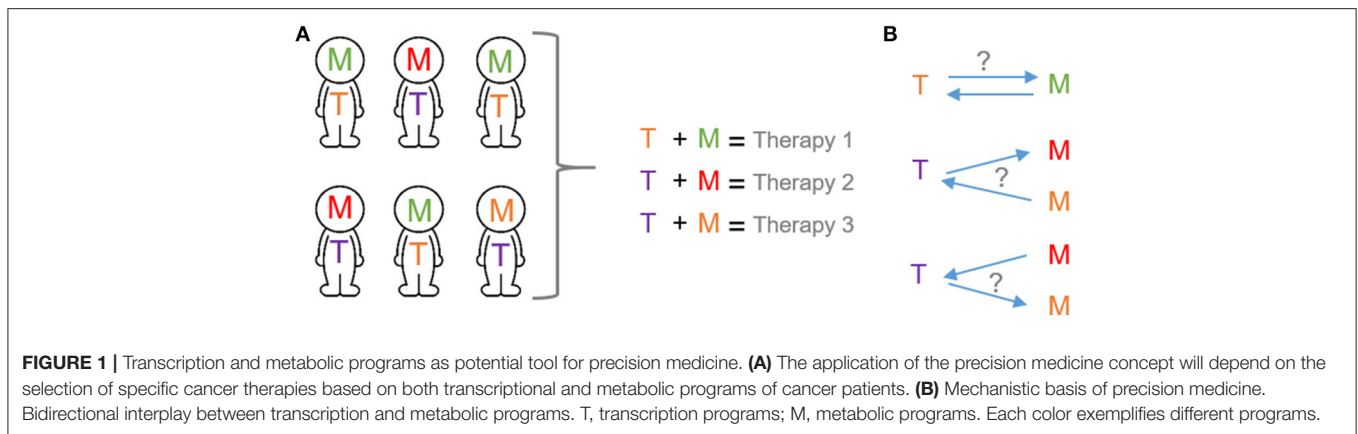 A
M M M
T T T
M M M
T T T
T + M = Therapy 1
T + M = Therapy 2
T + M = Therapy 3
B
?
T M
M
T ?
M
M
T ?
M
FIGURE 1 | Transcription and metabolic programs as potential tool for precision medicine. (A) The application of the precision medicine concept will depend on the
selection of specific cancer therapies based on both transcriptional and metabolic programs of cancer patients. (B) Mechanistic basis of precision medicine.
Bidirectional interplay between transcription and metabolic programs. T, transcription programs; M, metabolic programs. Each color exemplifies different programs.